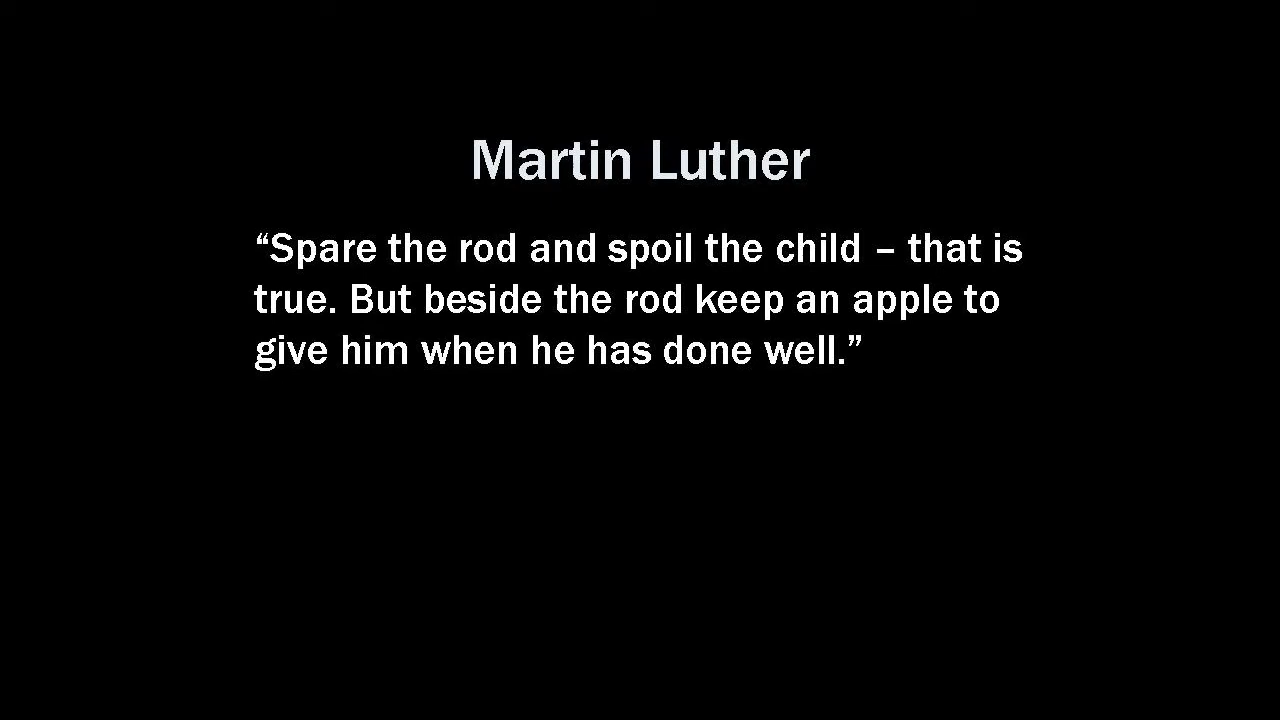 Martin Luther
“Spare the rod and spoil the child – that is
true. But beside the rod keep an apple to
give him when he has done well.”